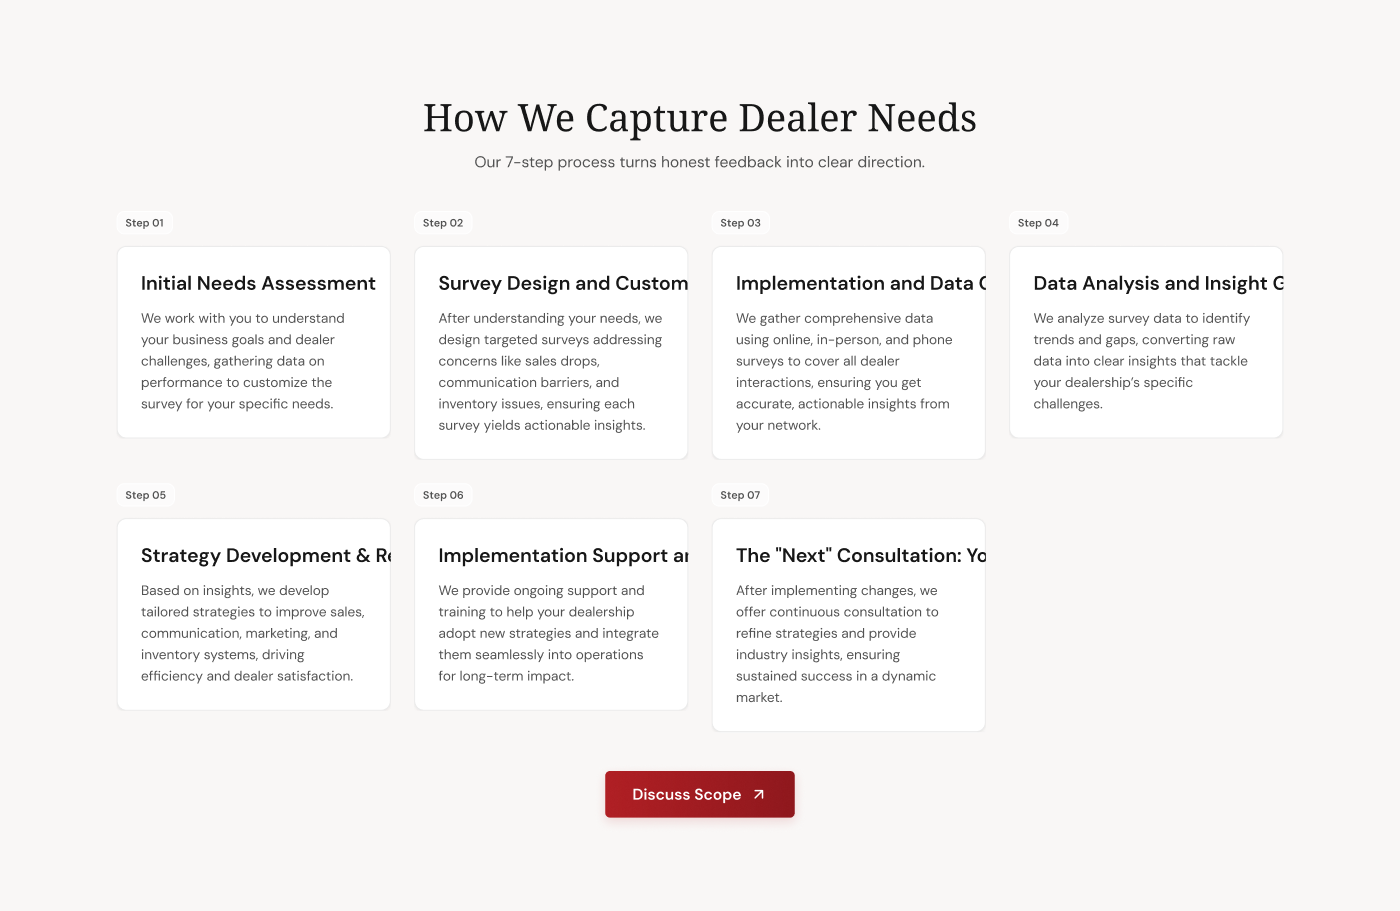 How We Capture Dealer Needs
Our 7-step process turns honest feedback into clear direction.
Step 01
Initial Needs Assessment
We work with you to understand
your business goals and dealer
challenges, gathering data on
performance to customize the
survey for your specific needs.
Step 02
Survey Design and Custom
After understanding your needs, we
design targeted surveys addressing
concerns like sales drops,
communication barriers, and
inventory issues, ensuring each
survey yields actionable insights.
Step 03
Implementation and Data
We gather comprehensive data
using online, in-person, and phone
surveys to cover all dealer
interactions, ensuring you get
accurate, actionable insights from
your network.
Step 04
Data Analysis and Insight
We analyze survey data to identify
trends and gaps, converting raw
data into clear insights that tackle
your dealership’s specific
challenges.
Step 05
Strategy Development &
Based on insights, we develop
tailored strategies to improve sales,
communication, marketing, and
inventory systems, driving
efficiency and dealer satisfaction.
Step 06
Implementation Support
We provide ongoing support and
training to help your dealership
adopt new strategies and integrate
them seamlessly into operations
for long-term impact.
Step 07
The "Next" Consultation:
After implementing changes, we
offer continuous consultation to
refine strategies and provide
industry insights, ensuring
sustained success in a dynamic
market.
Discuss Scope